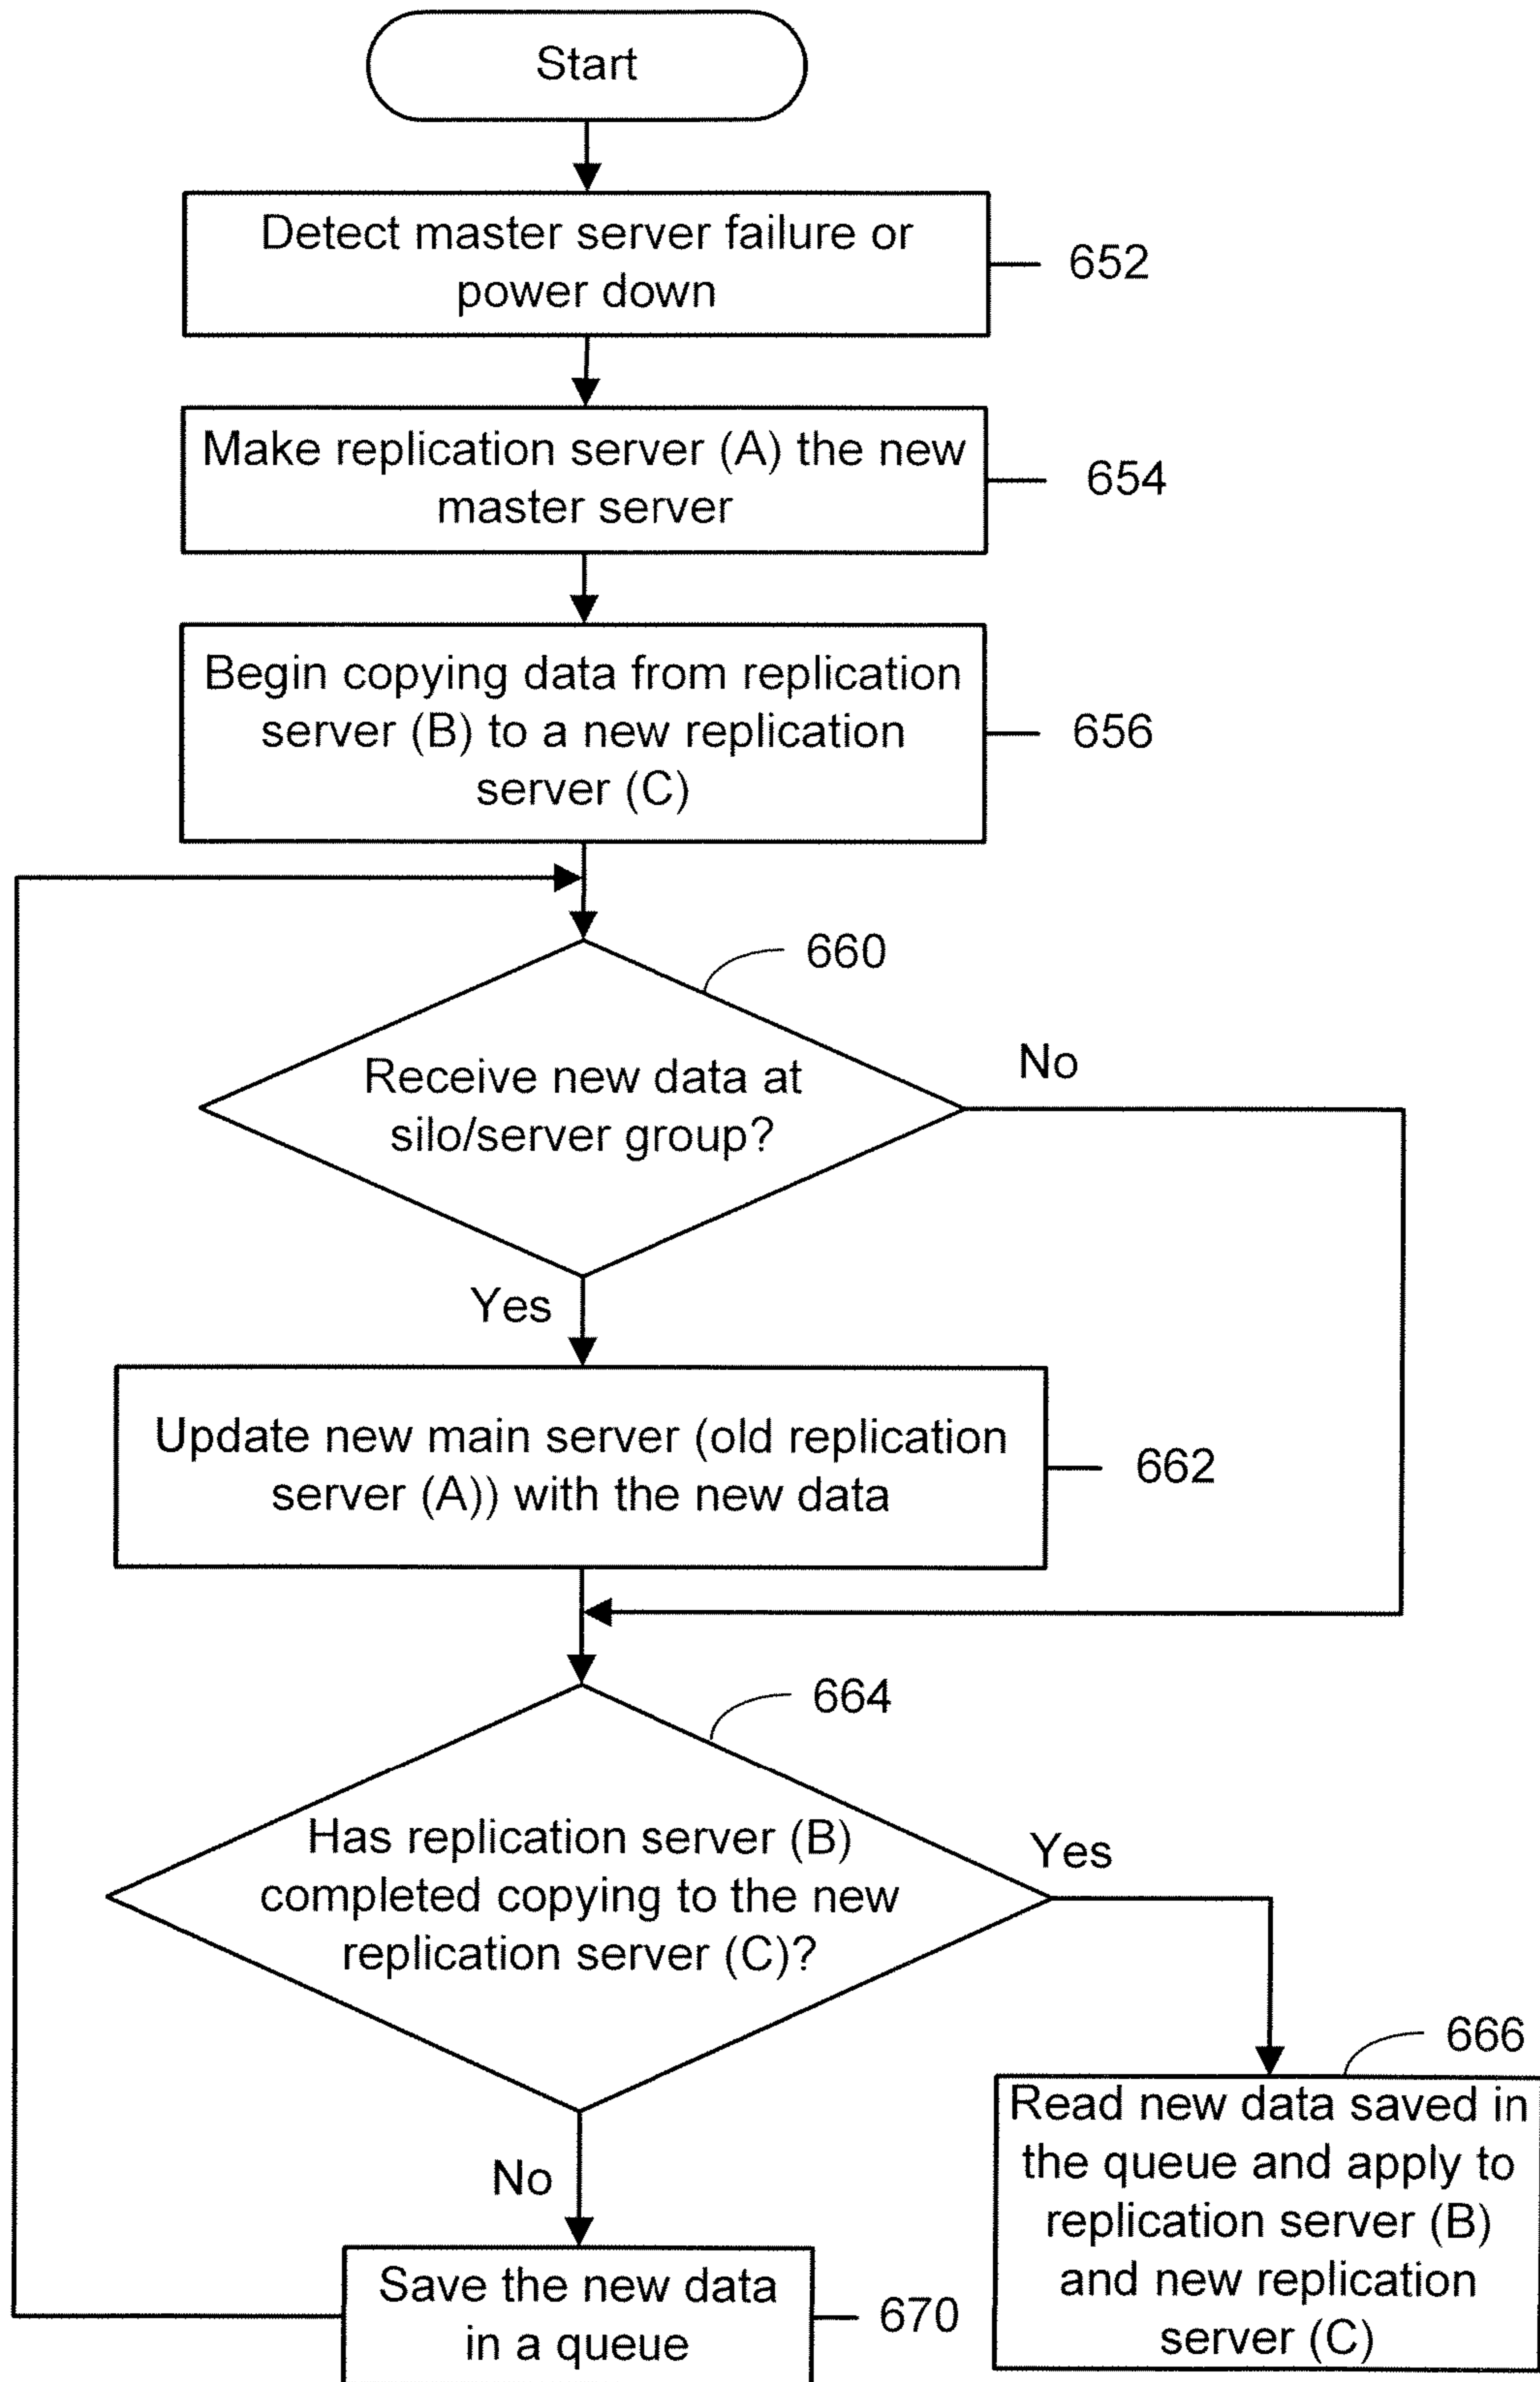 Start
Detect master server failure or
power down
652
Make replication server (A) the new
master server
654
Begin copying data from replication
server (B) to a new replication
server (C)
656
660
Receive new data at
silo/server group?
No
Yes
Update new main server (old replication
server (A)) with the new data
662
664
Has replication server (B)
completed copying to the new
replication server (C)?
Yes
No
666
Read new data saved in
the queue and apply to
replication server (B)
and new replication
server (C)
Save the new data
in a queue
670